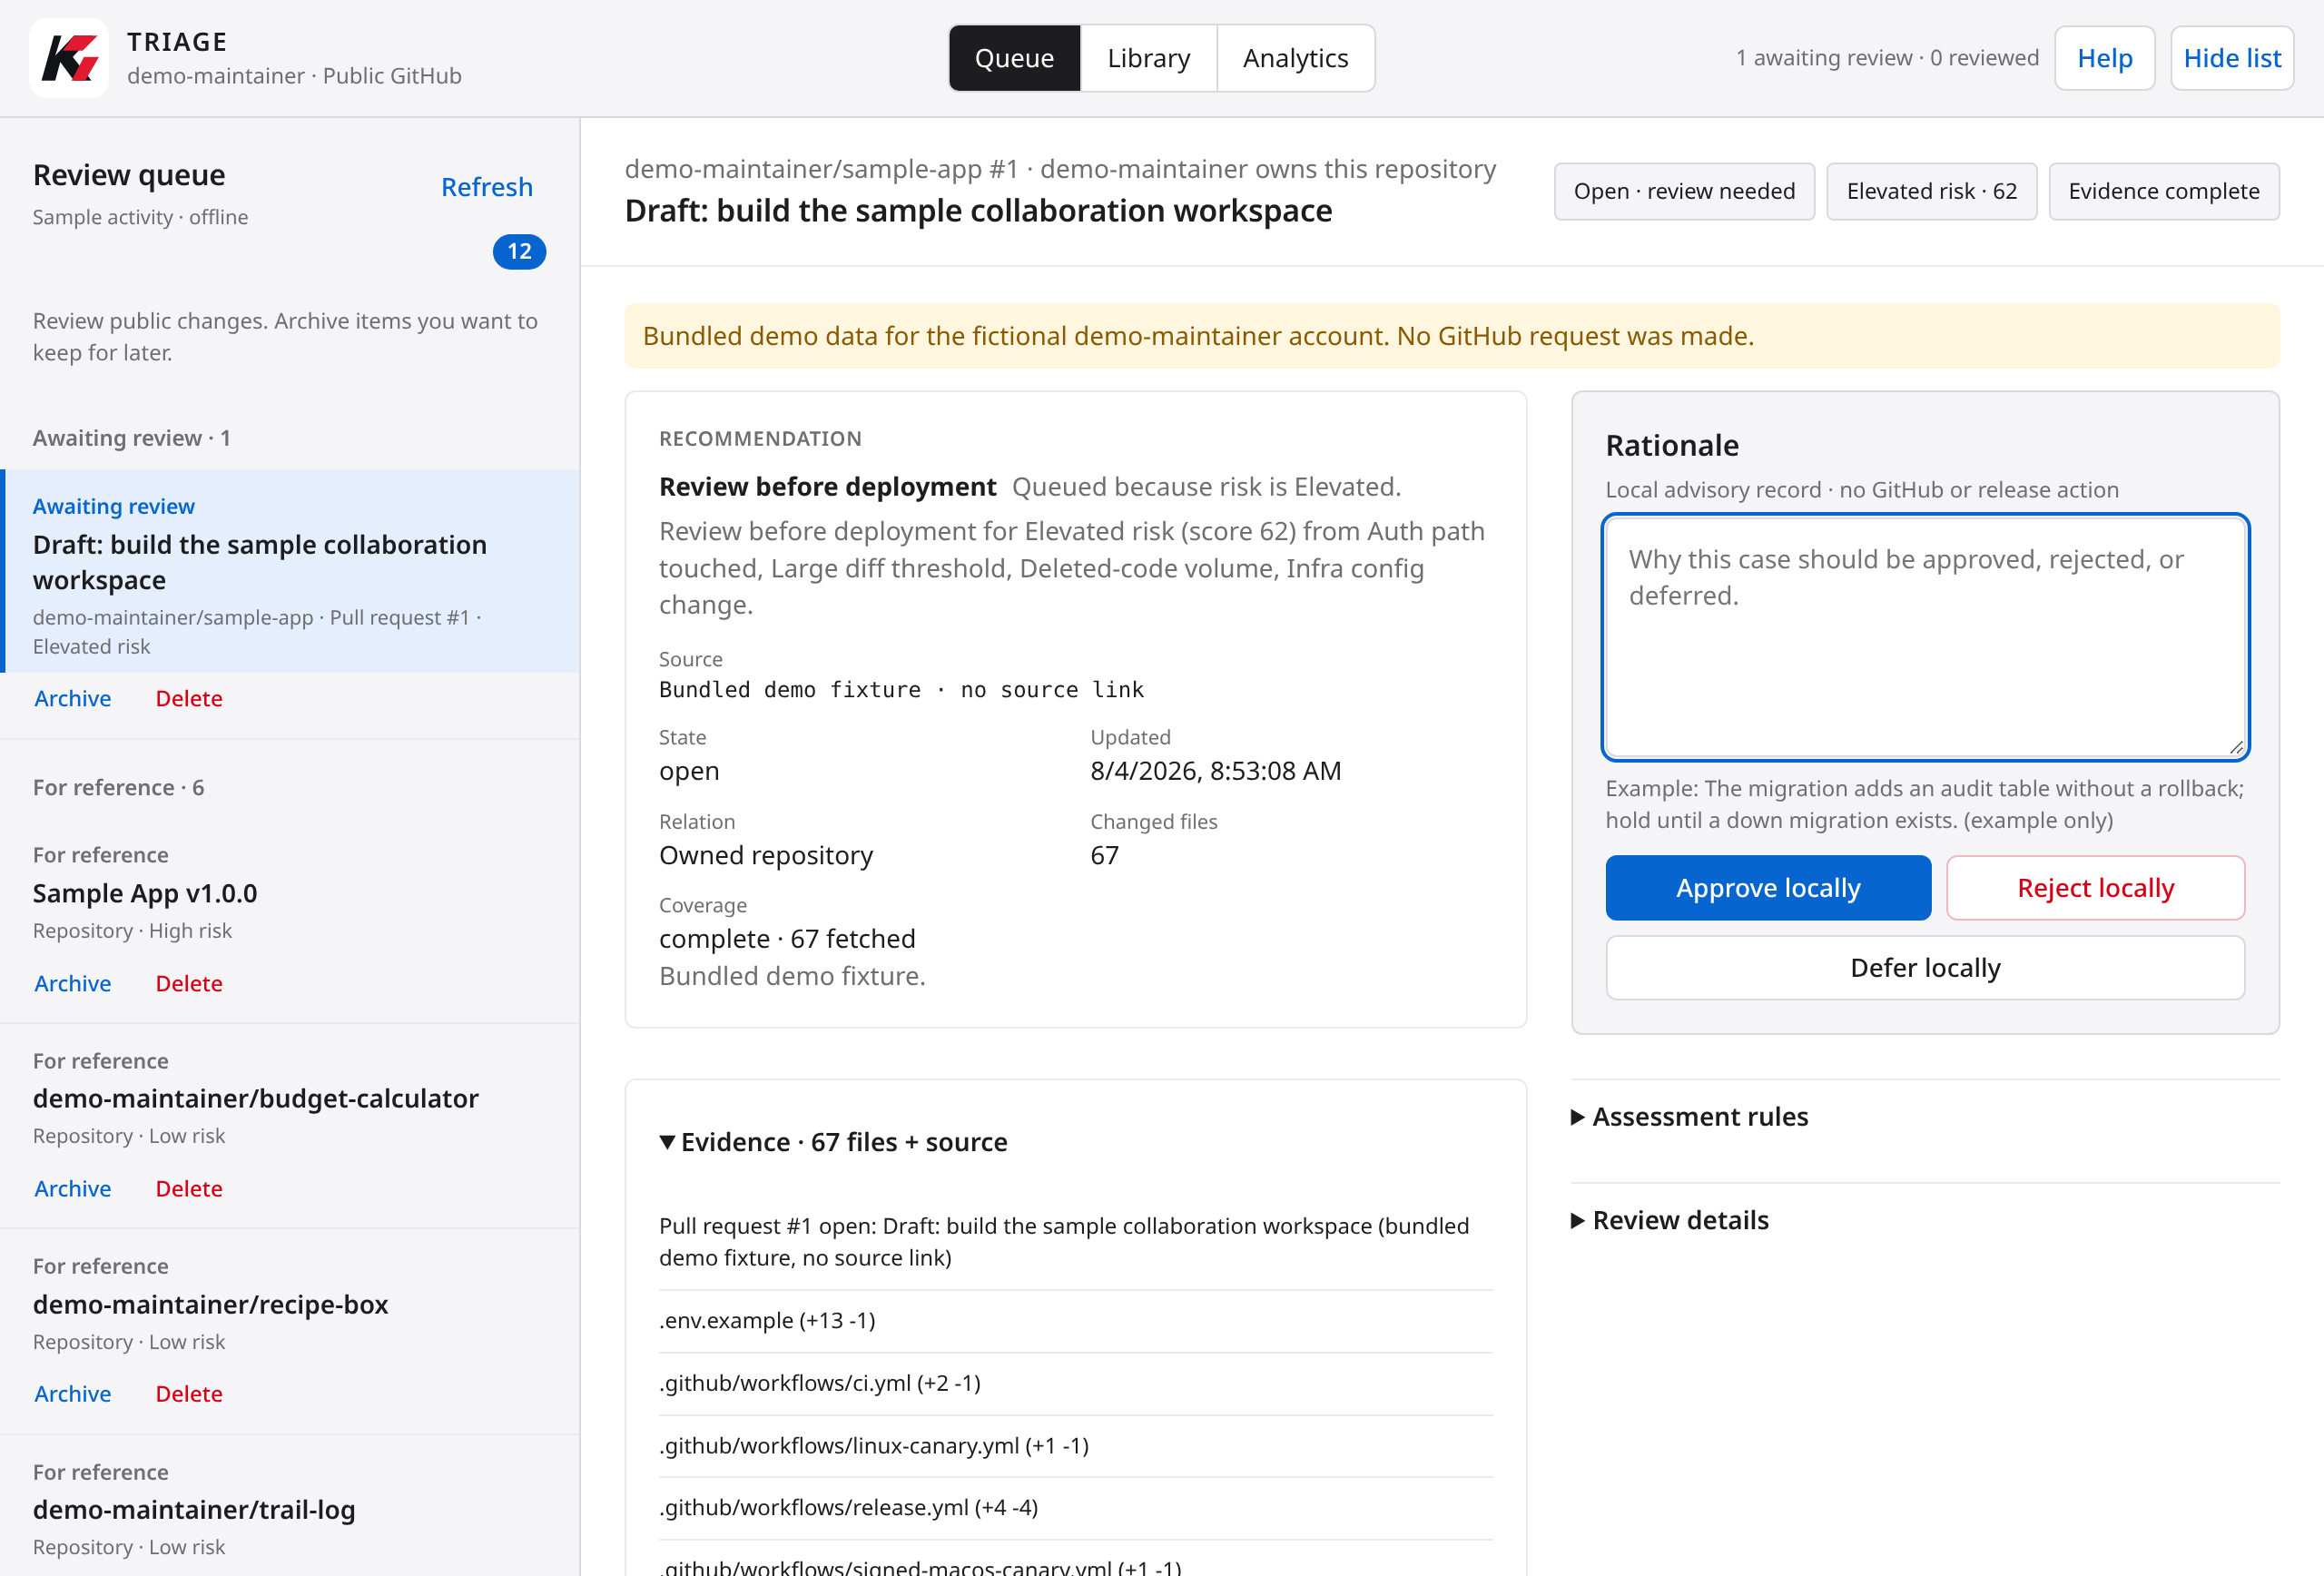 TRIAGE
demo-maintainer · Public GitHub
Queue
Library
Analytics
1 awaiting review · 0 reviewed
Help
Hide list
Review queue
Sample activity · offline
Refresh
12
Review public changes. Archive items you want to
keep for later.
Awaiting review · 1
Awaiting review
Draft: build the sample collaboration
workspace
demo-maintainer/sample-app · Pull request #1 ·
Elevated risk
Archive
Delete
For reference · 6
For reference
Sample App v1.0.0
Repository · High risk
Archive
Delete
For reference
demo-maintainer/budget-calculator
Repository · Low risk
Archive
Delete
For reference
demo-maintainer/recipe-box
Repository · Low risk
Archive
Delete
For reference
demo-maintainer/trail-log
Repository · Low risk
demo-maintainer/sample-app #1 · demo-maintainer owns this repository
Draft: build the sample collaboration workspace
Open · review needed
Elevated risk · 62
Evidence complete
Bundled demo data for the fictional demo-maintainer account. No GitHub request was made.
RECOMMENDATION
Review before deployment Queued because risk is Elevated.
Review before deployment for Elevated risk (score 62) from Auth path
touched, Large diff threshold, Deleted-code volume, Infra config
change.
Source
Bundled demo fixture · no source link
State
open
Updated
8/4/2026, 8:53:08 AM
Relation
Owned repository
Changed files
67
Coverage
complete · 67 fetched
Bundled demo fixture.
Evidence · 67 files + source
Pull request #1 open: Draft: build the sample collaboration workspace (bundled
demo fixture, no source link)
.env.example (+13 -1)
.github/workflows/ci.yml (+2 -1)
.github/workflows/linux-canary.yml (+1 -1)
.github/workflows/release.yml (+4 -4)
.github/workflows/signed-macos-canary.yml (+1 -1)
Rationale
Local advisory record · no GitHub or release action
Why this case should be approved, rejected, or
deferred.
Example: The migration adds an audit table without a rollback;
hold until a down migration exists. (example only)
Approve locally
Reject locally
Defer locally
Assessment rules
Review details